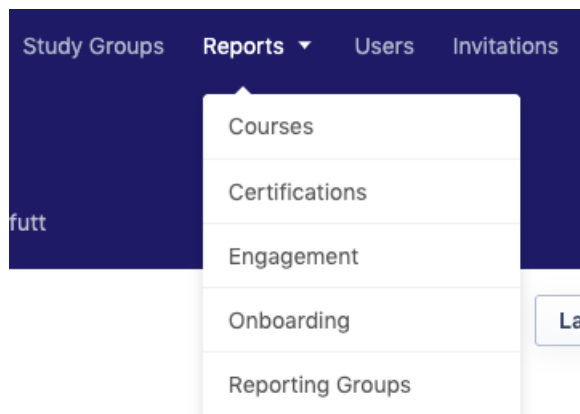 Study Groups Reports Users Invitations
Courses
Certifications
futt
Engagement
Onboarding
La
Reporting Groups